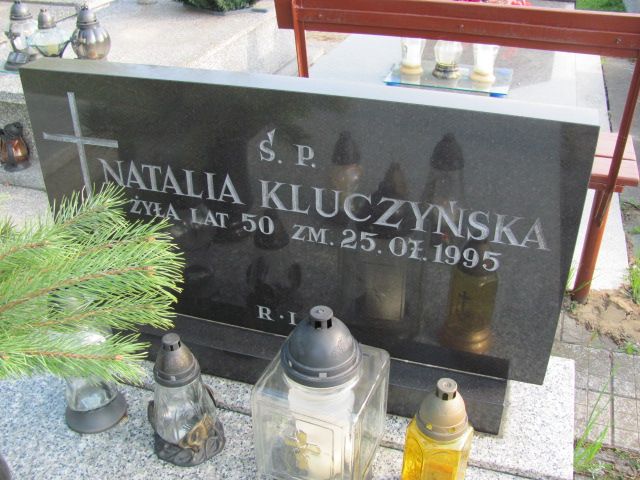 Ś. P.
NATALIA KLUCZYŃSKA
ŻYŁA LAT 50 ZM. 25.07.1995
R. I.